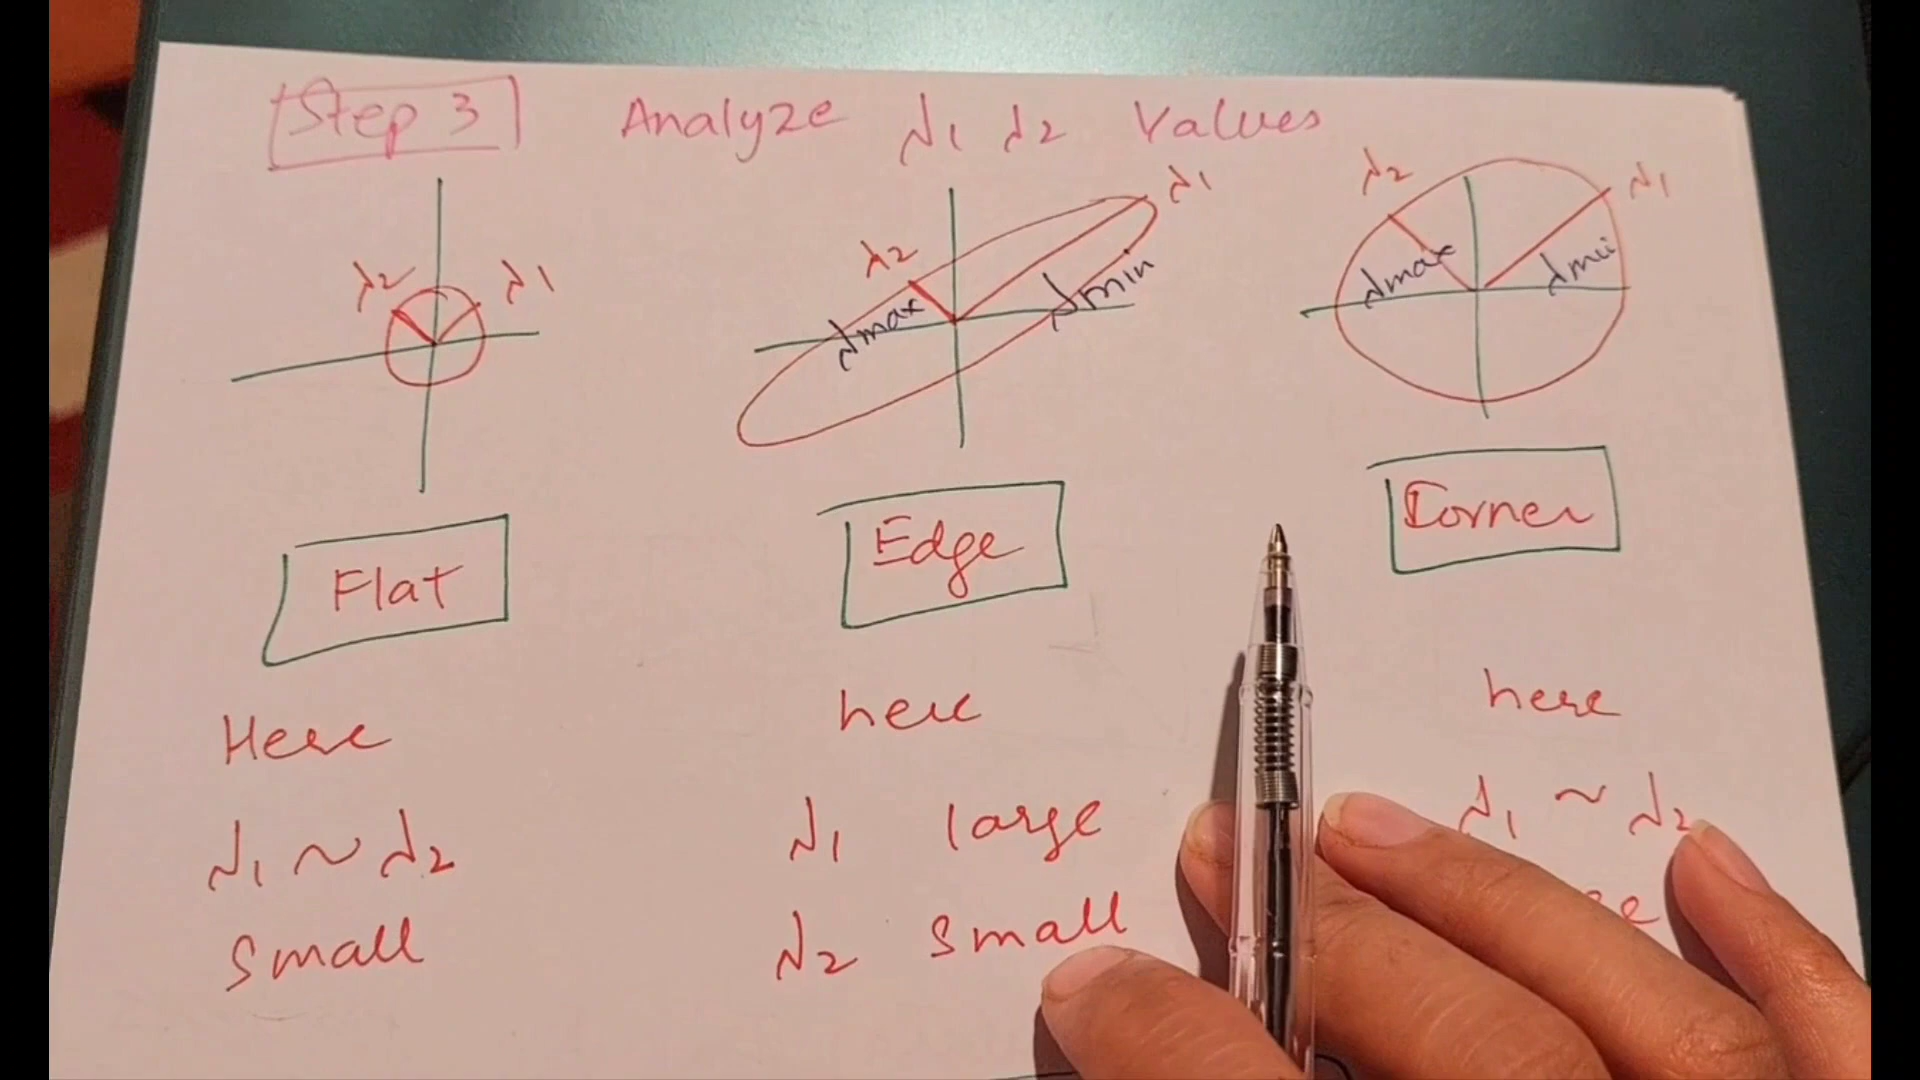 Step 3 Analyze λ1 λ2 Values
λ2 λ1
λ2 λ1
λmax λmin
λ2 λ1
λmax
Flat
Edge
Corner
Here
λ1 ~ λ2
Small
here
λ1 large
λ2 small
here
λ1 ~ λ2